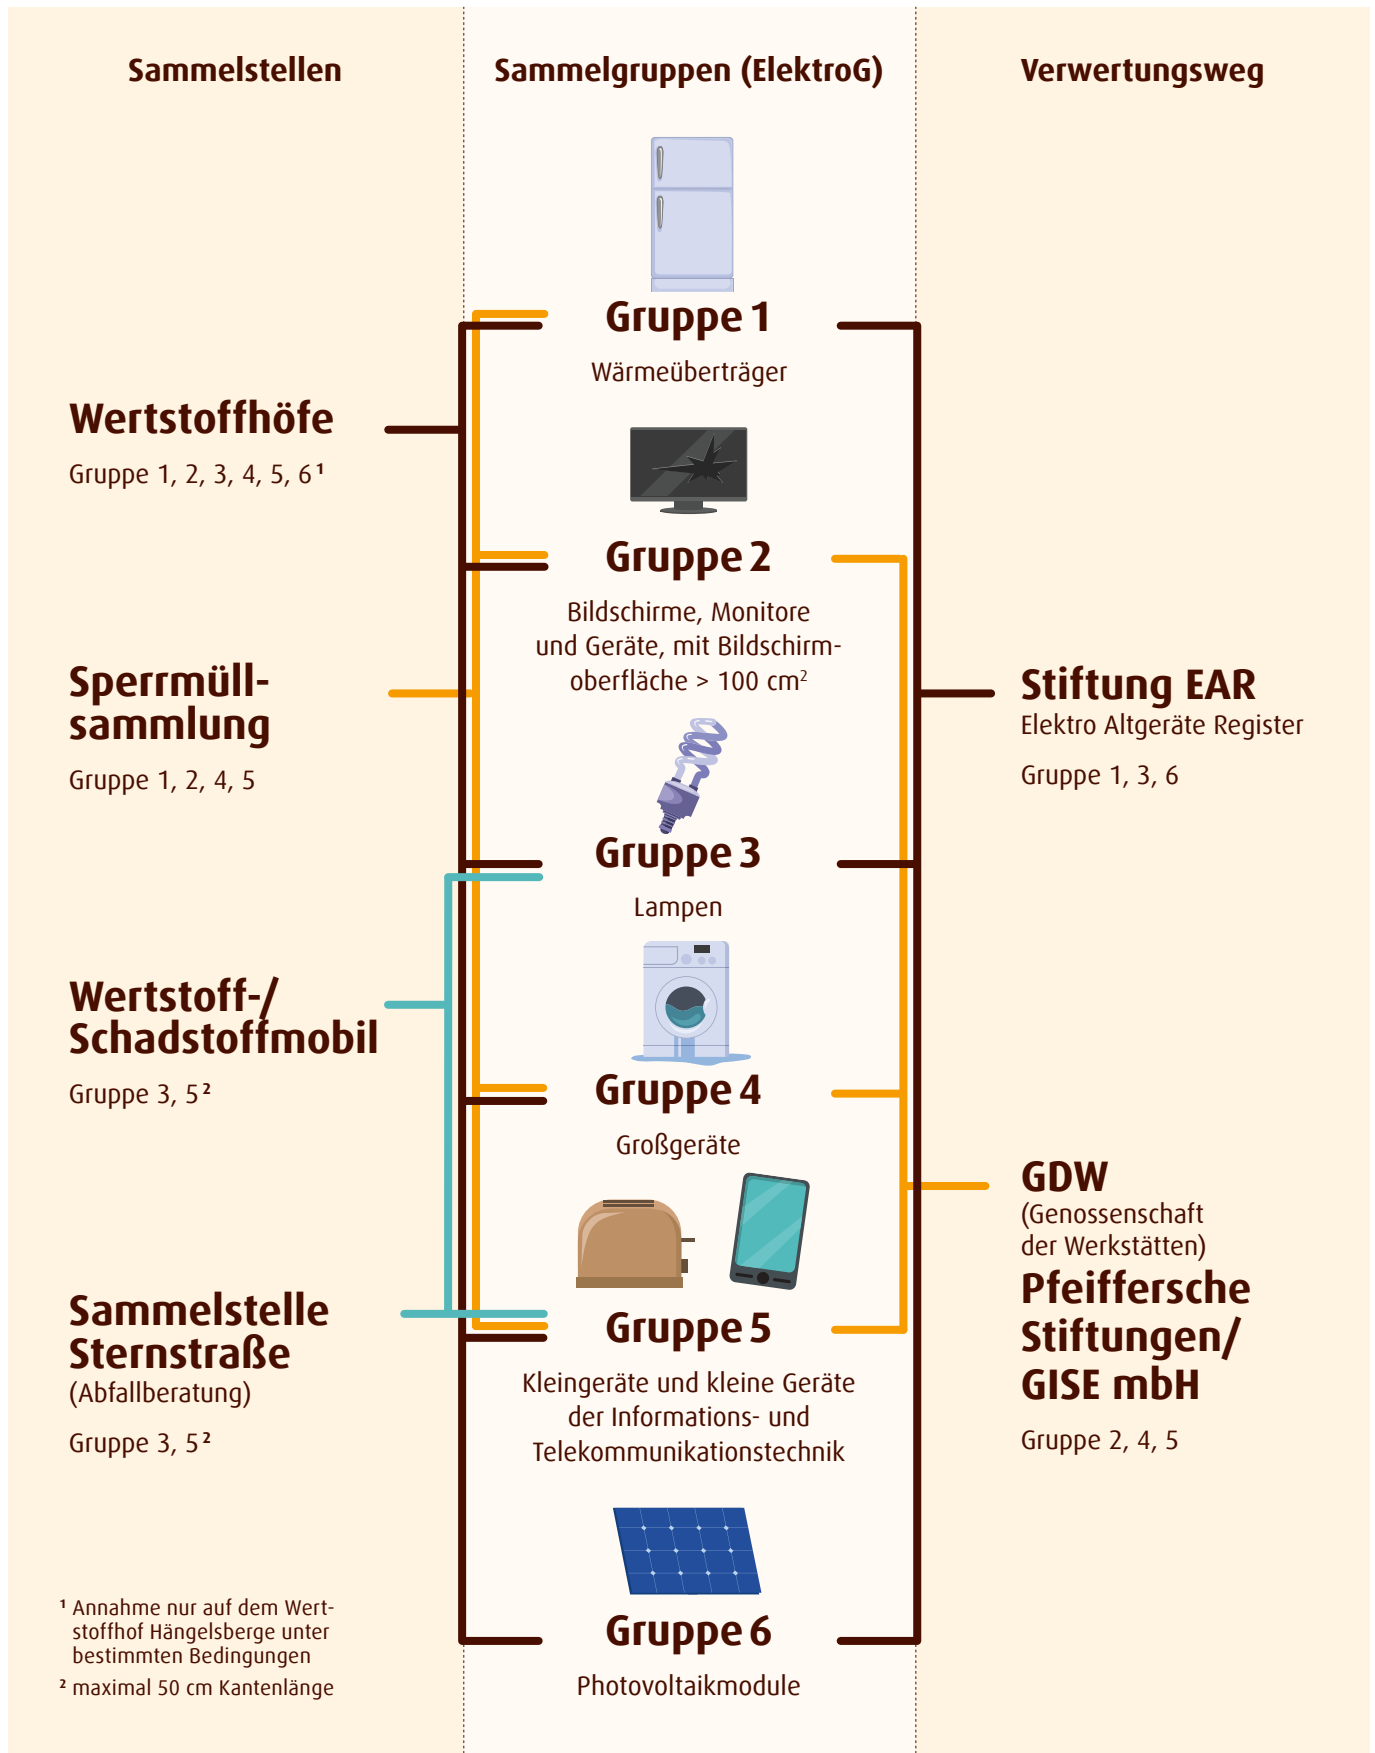 Sammelstellen
Sammelgruppen (ElektroG)
Verwertungsweg
Wertstoffhöfe
Gruppe 1, 2, 3, 4, 5, 6¹
Sperrmüll-
sammlung
Gruppe 1, 2, 4, 5
Wertstoff-/
Schadstoffmobil
Gruppe 3, 5²
Sammelstelle
Sternstraße
(Abfallberatung)
Gruppe 3, 5²
¹ Annahme nur auf dem Wert-
stoffhof Hängelsberge unter
bestimmten Bedingungen
² maximal 50 cm Kantenlänge
Gruppe 1
Wärmeüberträger
Gruppe 2
Bildschirme, Monitore
und Geräte, mit Bildschirm-
oberfläche > 100 cm²
Gruppe 3
Lampen
Gruppe 4
Großgeräte
Gruppe 5
Kleingeräte und kleine Geräte
der Informations- und
Telekommunikationstechnik
Gruppe 6
Photovoltaikmodule
Stiftung EAR
Elektro Altgeräte Register
Gruppe 1, 3, 6
GDW
(Genossenschaft
der Werkstätten)
Pfeiffersche
Stiftungen/
GISE mbH
Gruppe 2, 4, 5